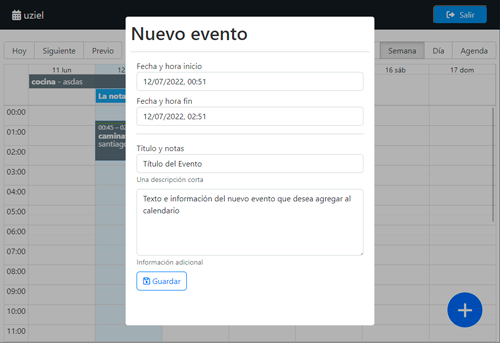 uziel
Salir
Nuevo evento
Hoy
Siguiente
Previo
Semana
Día
Agenda
Fecha y hora inicio
12/07/2022, 00:51
Fecha y hora fin
12/07/2022, 02:51
Titulo y notas
Título del Evento
Una descripción corta
Texto e información del nuevo evento que desea agregar al
calendario
Información adicional
Guardar
11 lun
12
16 sáb
17 dom
cocina - asdas
La nota
00:00
01:00
02:00
03:00
04:00
05:00
06:00
07:00
08:00
09:00
10:00
11:00
00:45 – 02
camina
santiago